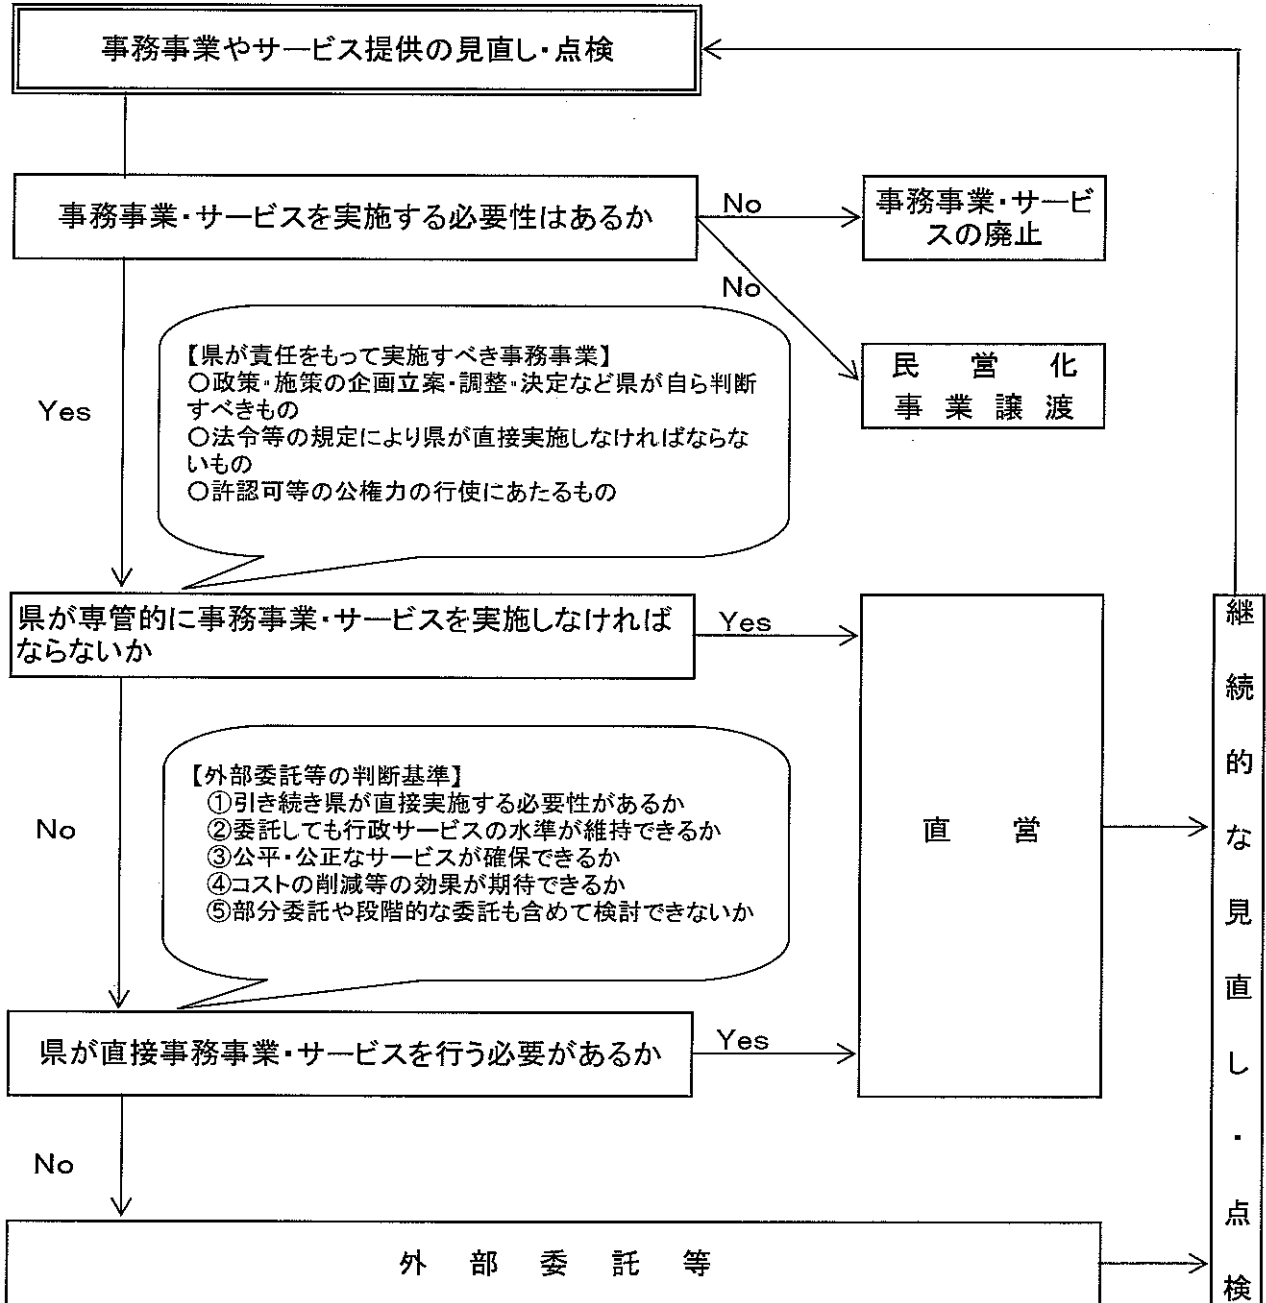 事務事業やサービス提供の見直し・点検
事務事業・サービスを実施する必要性はあるか
No
事務事業・サービ
スの廃止
No
民営化
事業譲渡
Yes
【県が責任をもって実施すべき事務事業】
○政策・施策の企画立案・調整・決定など県が自ら判断
すべきもの
○法令等の規定により県が直接実施しなければならな
いもの
○許認可等の公権力の行使にあたるもの
県が専管的に事務事業・サービスを実施しなければ
ならないか
Yes
No
【外部委託等の判断基準】
①引き続き県が直接実施する必要性があるか
②委託しても行政サービスの水準が維持できるか
③公平・公正なサービスが確保できるか
④コストの削減等の効果が期待できるか
⑤部分委託や段階的な委託も含めて検討できないか
直営
県が直接事務事業・サービスを行う必要があるか
Yes
No
外部委託等
継続的な見直し・点検